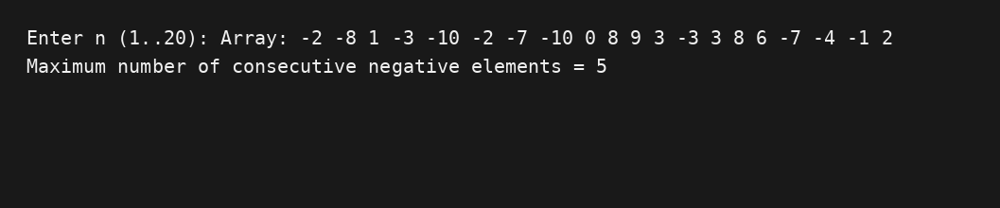 Enter n (1..20): Array: -2 -8 1 -3 -10 -2 -7 -10 0 8 9 3 -3 3 8 6 -7 -4 -1 2
Maximum number of consecutive negative elements = 5